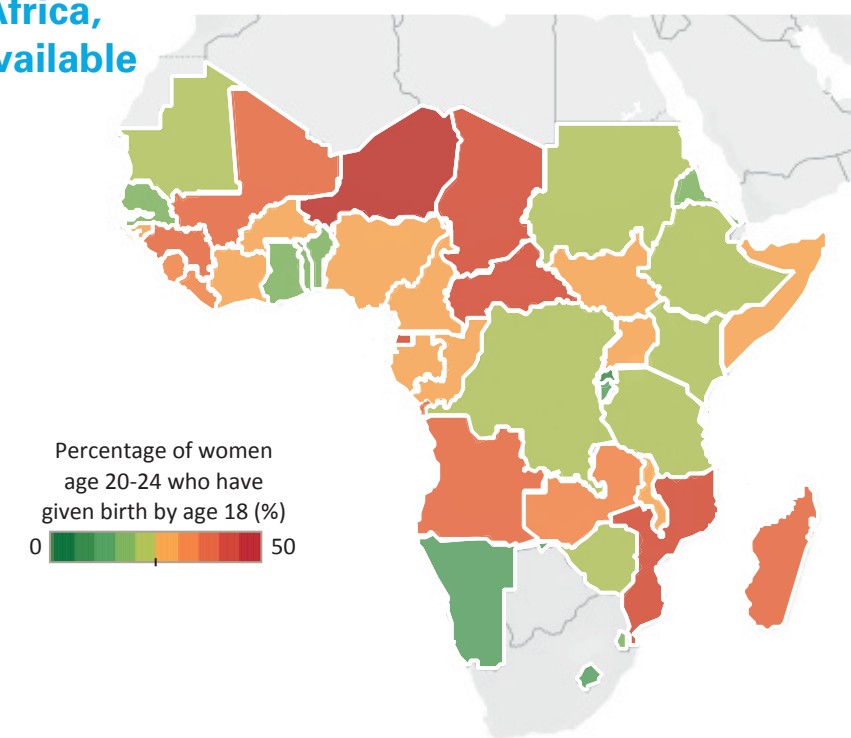 Africa,
vailable
Percentage of women
age 20-24 who have
given birth by age 18 (%)
0 50